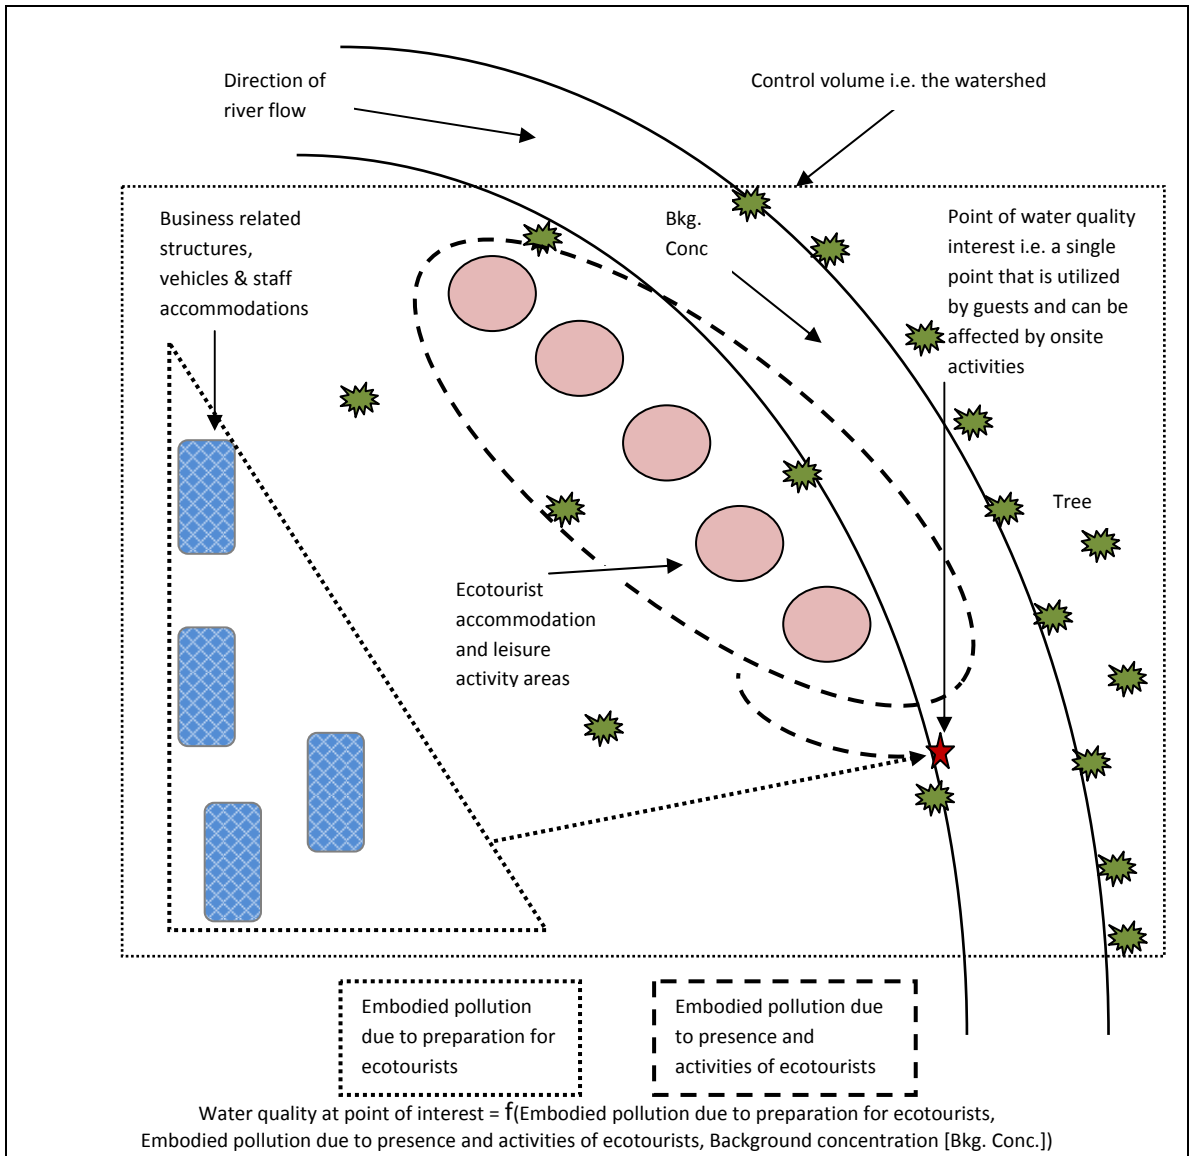 Direction of
river flow
Control volume i.e. the watershed
Business related
structures,
vehicles & staff
accommodations
Bkg.
Conc
Point of water quality
interest i.e. a single
point that is utilized
by guests and can be
affected by onsite
activities
Tree
Ecotourist
accommodation
and leisure
activity areas
Embodied pollution
due to preparation for
ecotourists
Embodied pollution due
to presence and
activities of ecotourists
Water quality at point of interest = f(Embodied pollution due to preparation for ecotourists,
Embodied pollution due to presence and activities of ecotourists, Background concentration [Bkg. Conc.])